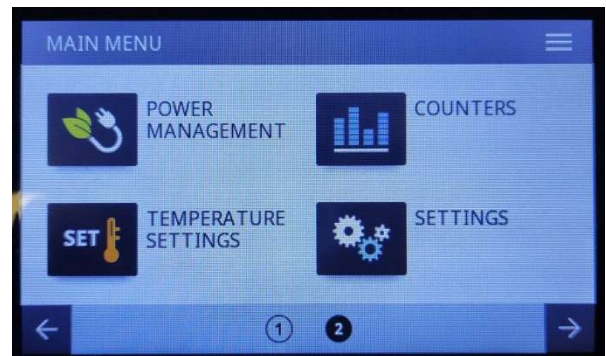 MAIN MENU
POWER
MANAGEMENT
COUNTERS
SET
TEMPERATURE
SETTINGS
SETTINGS
1
2